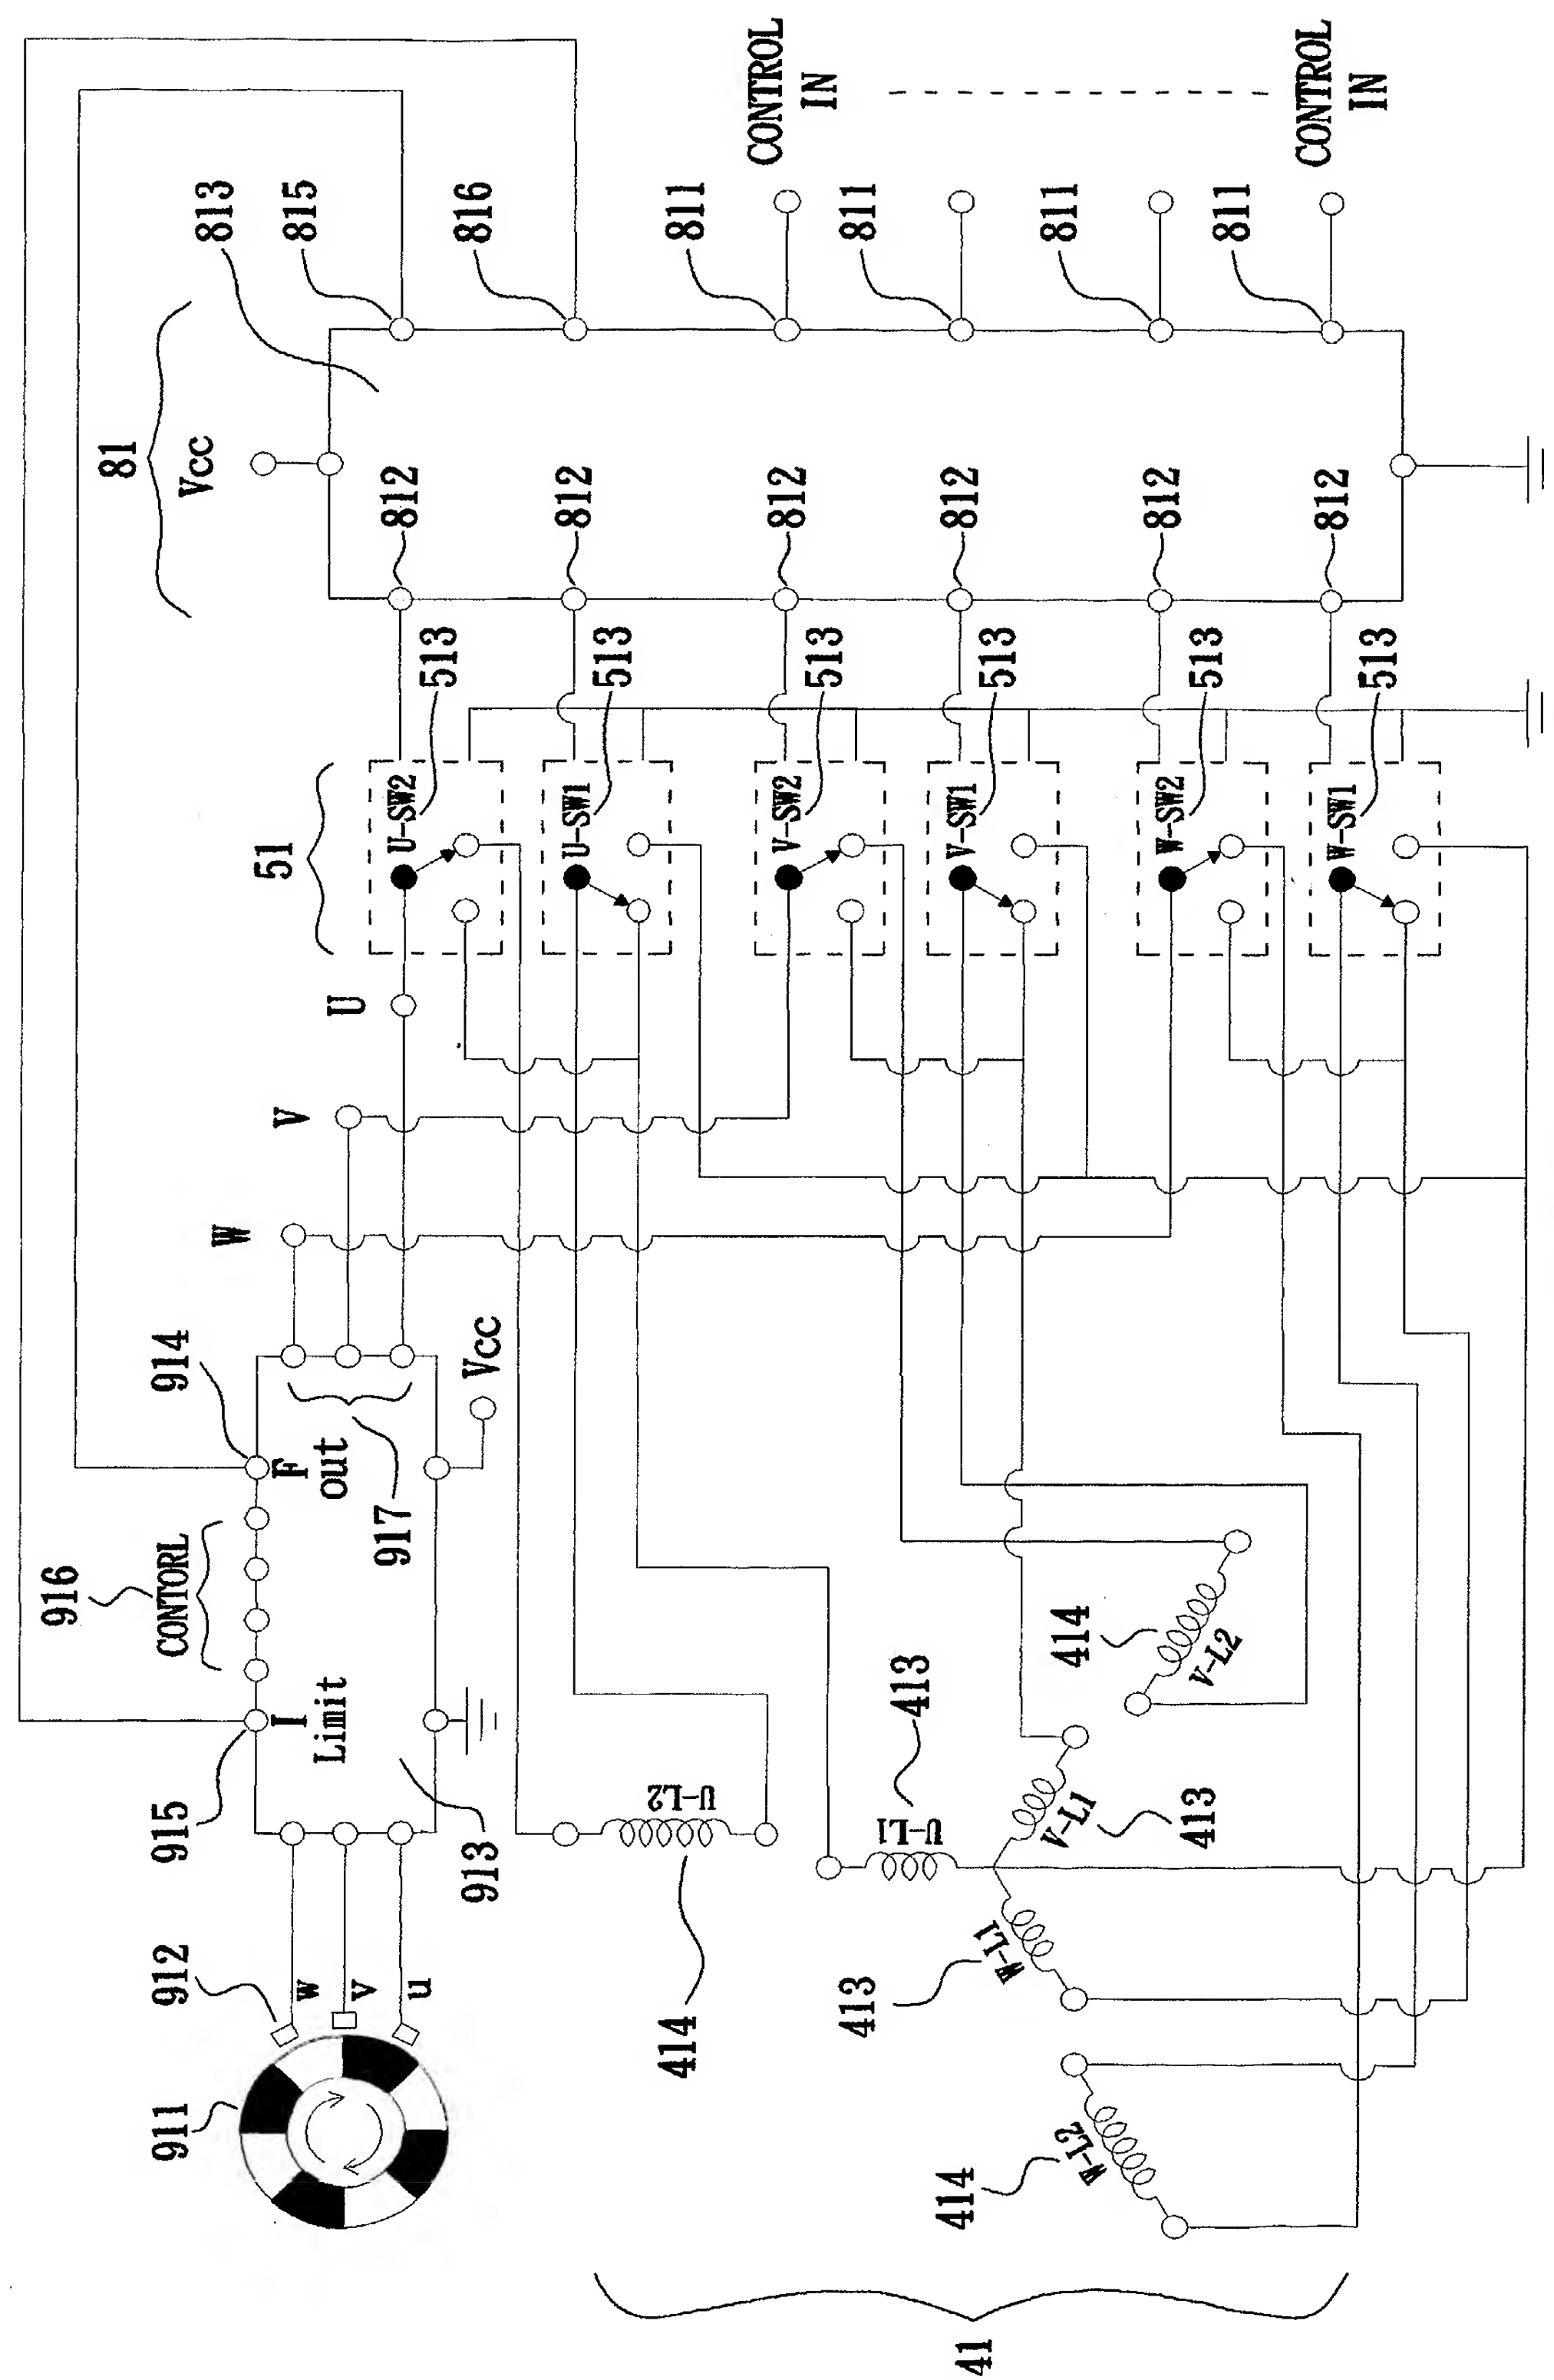 911
912
w
v
u
915
913
I
Limit
916
CONTORL
914
F
out
917
Vcc
W
V
U
51
U-SW2
513
U-SW1
513
V-SW2
513
V-SW1
513
W-SW2
513
W-SW1
513
81
Vcc
813
815
816
812
812
812
812
812
812
811
811
811
811
CONTROL
IN
CONTROL
IN
U-L2
414
U-L1
413
V-L1
413
W-L1
413
V-L2
414
W-L2
414
41